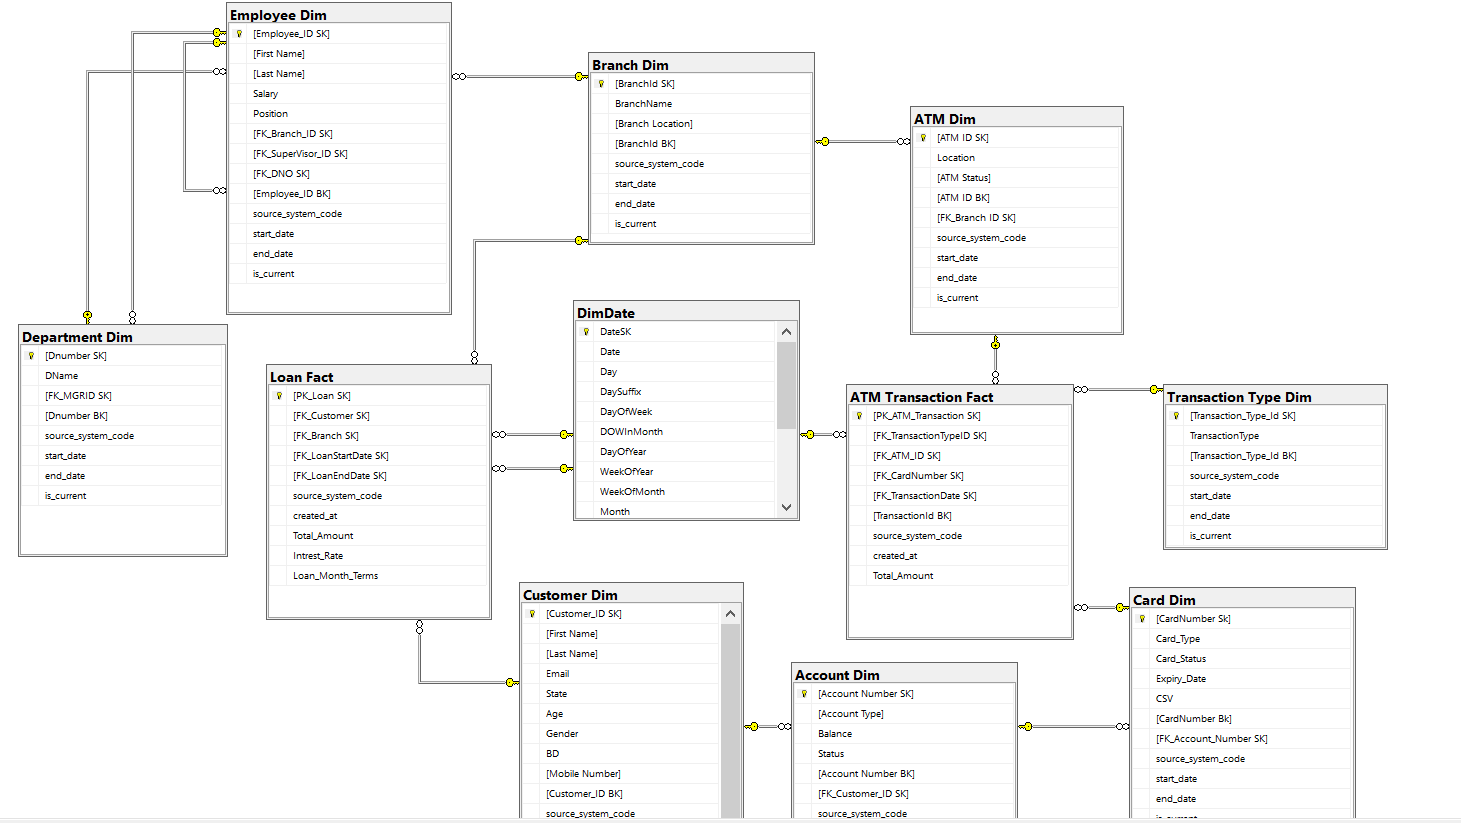 Employee Dim
[Employee_ID SK]
[First Name]
[Last Name]
Salary
Position
[FK_Branch_ID SK]
[FK_SuperVisor_ID SK]
[FK_DNO SK]
[Employee_ID BK]
source_system_code
start_date
end_date
is_current
Branch Dim
[BranchId SK]
BranchName
[Branch Location]
[BranchId BK]
source_system_code
start_date
end_date
is_current
ATM Dim
[ATM ID SK]
Location
[ATM Status]
[ATM ID BK]
[FK_Branch ID SK]
source_system_code
start_date
end_date
is_current
Department Dim
[Dnumber SK]
DName
[FK_MGRID SK]
[Dnumber BK]
source_system_code
start_date
end_date
is_current
Loan Fact
[PK_Loan SK]
[FK_Customer SK]
[FK_Branch SK]
[FK_LoanStartDate SK]
[FK_LoanEndDate SK]
source_system_code
created_at
Total_Amount
Intrest_Rate
Loan_Month_Terms
DimDate
DateSK
Date
Day
DaySuffix
DayOfWeek
DOWInMonth
DayOfYear
WeekOfYear
WeekOfMonth
Month
ATM Transaction Fact
[PK_ATM_Transaction SK]
[FK_TransactionTypeID SK]
[FK_ATM_ID SK]
[FK_CardNumber SK]
[FK_TransactionDate SK]
[TransactionId BK]
source_system_code
created_at
Total_Amount
Transaction Type Dim
[Transaction_Type_Id SK]
TransactionType
[Transaction_Type_Id BK]
source_system_code
start_date
end_date
is_current
Customer Dim
[Customer_ID SK]
[First Name]
[Last Name]
Email
State
Age
Gender
BD
[Mobile Number]
[Customer_ID BK]
source_system_code
Account Dim
[Account Number SK]
[Account Type]
Balance
Status
[Account Number BK]
[FK_Customer_ID SK]
source_system_code
Card Dim
[CardNumber Sk]
Card_Type
Card_Status
Expiry_Date
CSV
[CardNumber Bk]
[FK_Account_Number SK]
source_system_code
start_date
end_date